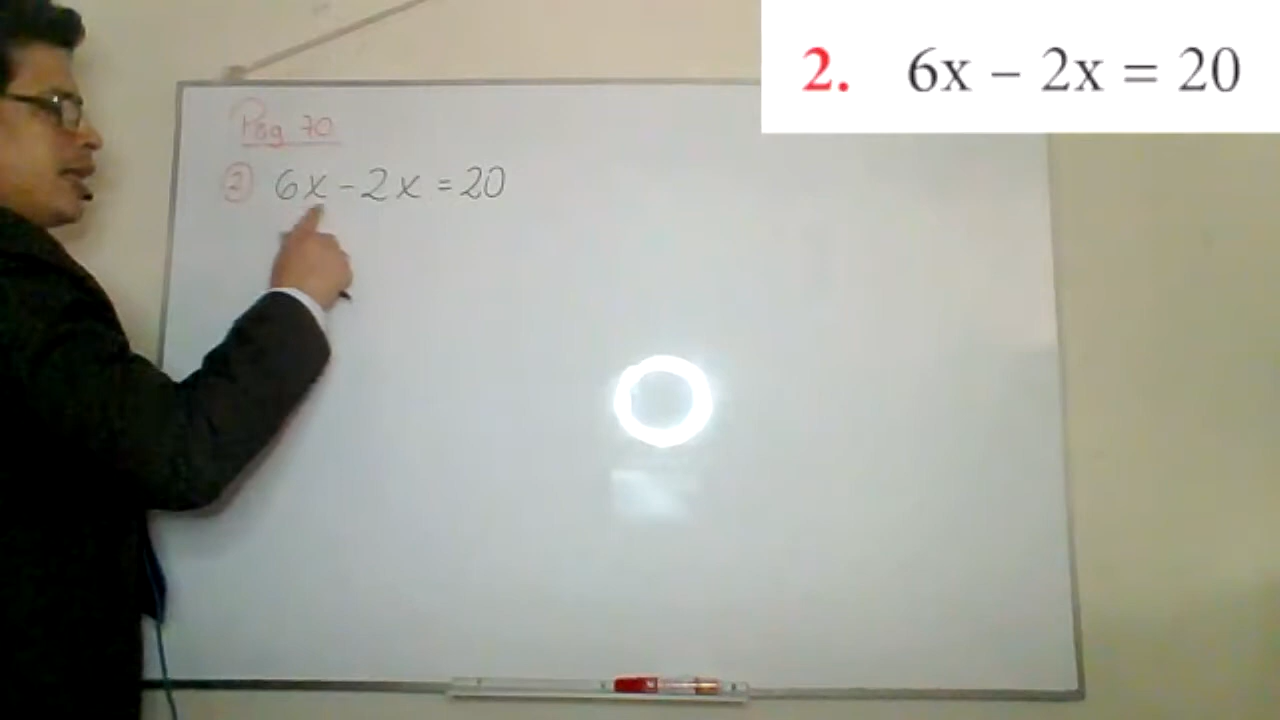 2. 6x – 2x = 20
Pág 70
2 6x - 2x = 20